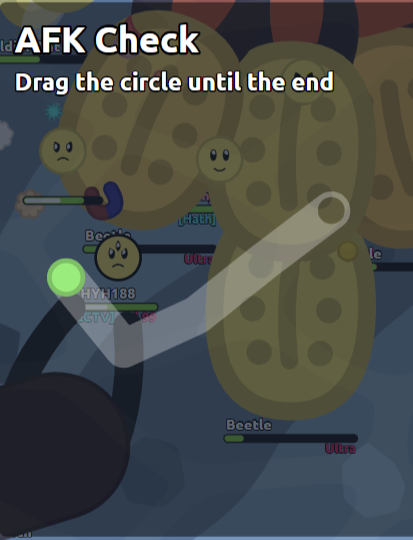 AFK Check
Drag the circle until the end
Beetle
Ultra
HYH188
Beetle
Ultra